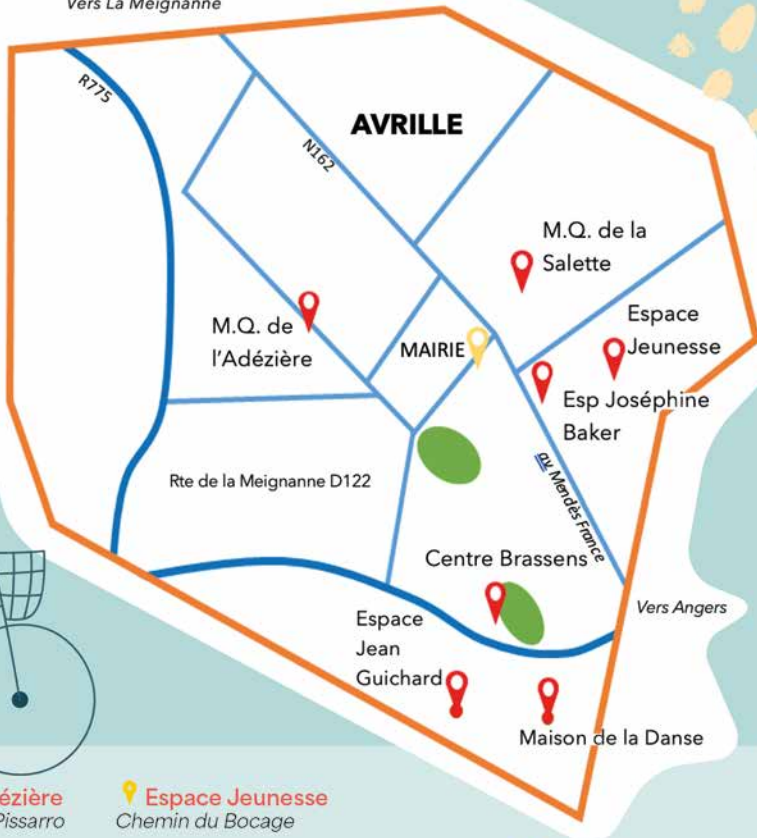 Vers La Meignanne
R775
AVRILLE
N162
M.Q. de la
Salette
Espace
Jeunesse
M.Q. de
l'Adézière
MAIRIE
Esp Joséphine
Baker
Rte de la Meignanne D122
av Mendès France
Centre Brassens
Vers Angers
Espace
Jean
Guichard
Maison de la Danse
Espace Jeunesse
Pissarro
Chemin du Bocage